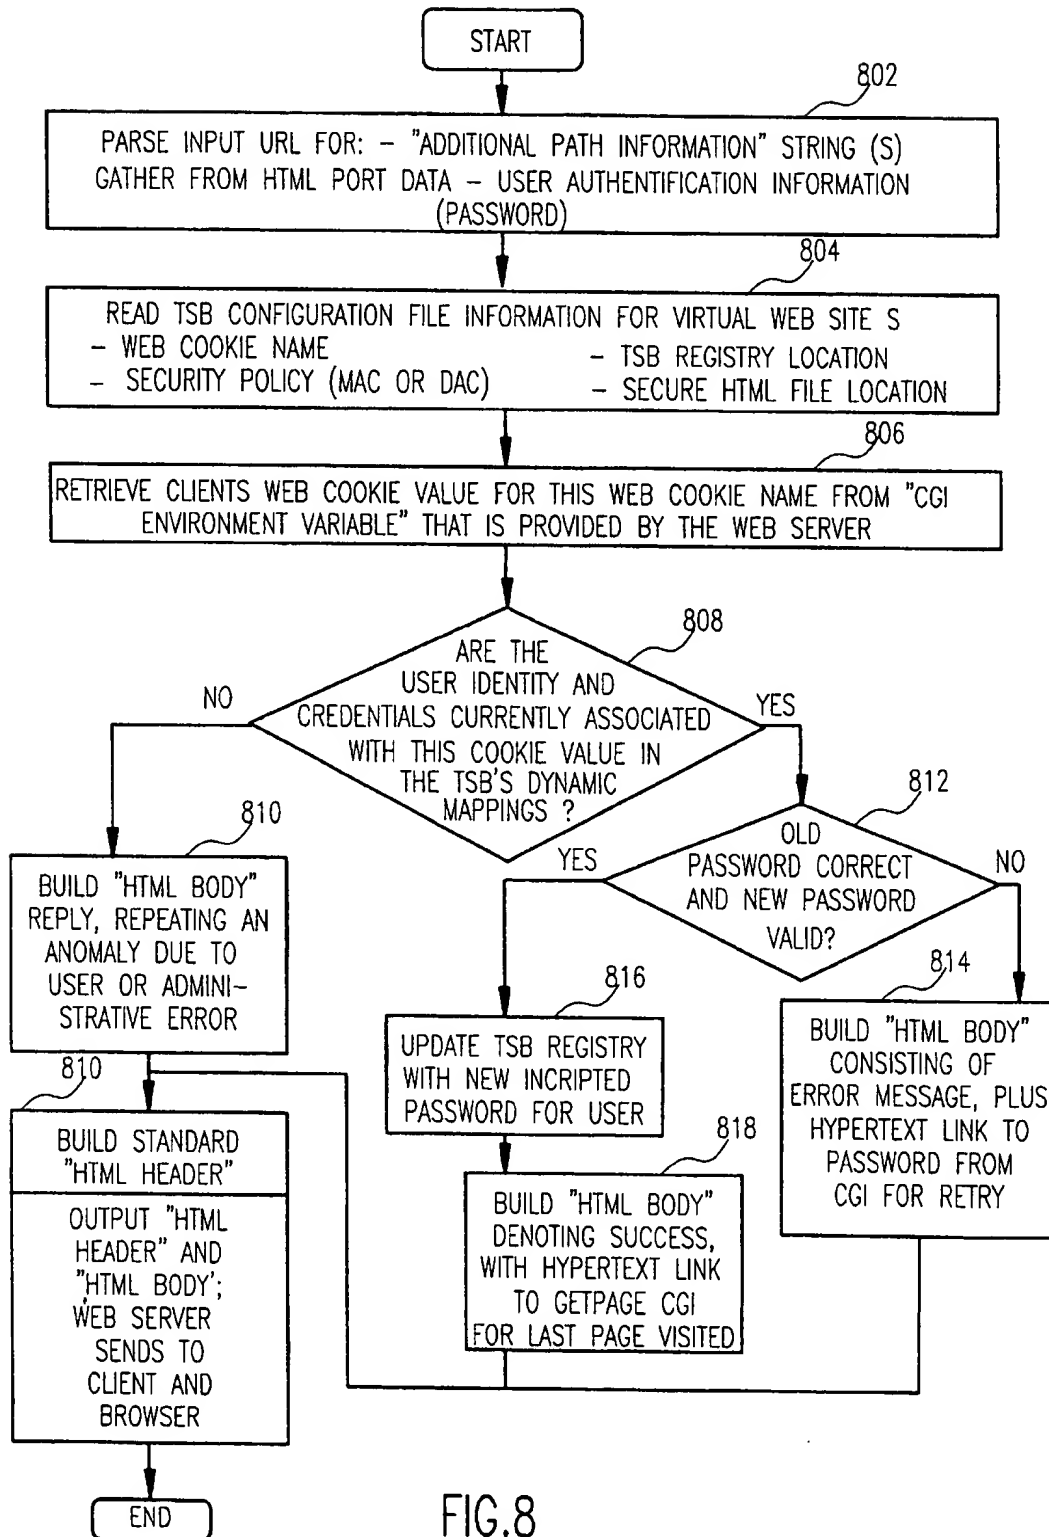 START
802
PARSE INPUT URL FOR: - "ADDITIONAL PATH INFORMATION" STRING (S)
GATHER FROM HTML PORT DATA - USER AUTHENTIFICATION INFORMATION
(PASSWORD)
804
READ TSB CONFIGURATION FILE INFORMATION FOR VIRTUAL WEB SITE S
- WEB COOKIE NAME
- TSB REGISTRY LOCATION
- SECURITY POLICY (MAC OR DAC)
- SECURE HTML FILE LOCATION
806
RETRIEVE CLIENTS WEB COOKIE VALUE FOR THIS WEB COOKIE NAME FROM "CGI
ENVIRONMENT VARIABLE" THAT IS PROVIDED BY THE WEB SERVER
808
ARE THE
USER IDENTITY AND
CREDENTIALS CURRENTLY ASSOCIATED
WITH THIS COOKIE VALUE IN
THE TSB'S DYNAMIC
MAPPINGS ?
NO
YES
810
BUILD "HTML BODY"
REPLY, REPEATING AN
ANOMALY DUE TO
USER OR ADMINI-
STRATIVE ERROR
812
OLD
PASSWORD CORRECT
AND NEW PASSWORD
VALID?
YES
NO
816
UPDATE TSB REGISTRY
WITH NEW INCRIPTED
PASSWORD FOR USER
814
BUILD "HTML BODY"
CONSISTING OF
ERROR MESSAGE, PLUS
HYPERTEXT LINK TO
PASSWORD FROM
CGI FOR RETRY
818
BUILD "HTML BODY"
DENOTING SUCCESS,
WITH HYPERTEXT LINK
TO GETPAGE CGI
FOR LAST PAGE VISITED
810
BUILD STANDARD
"HTML HEADER"
OUTPUT "HTML
HEADER" AND
"HTML BODY';
WEB SERVER
SENDS TO
CLIENT AND
BROWSER
END
FIG.8